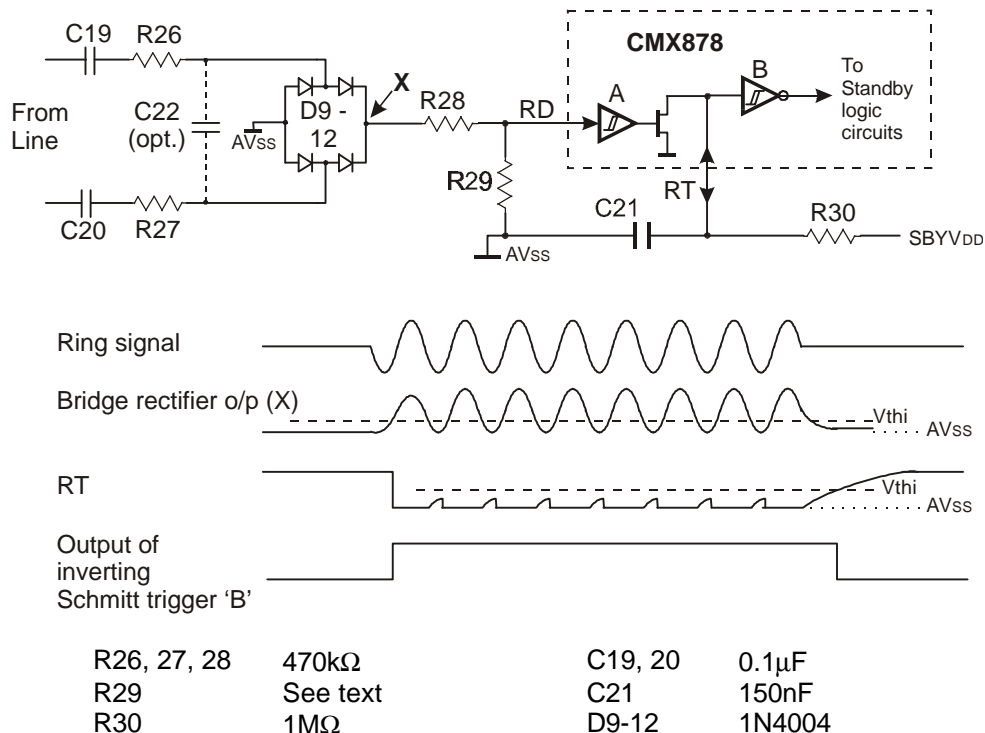 C19
R26
CMX878
X
A
B
To
Standby
logic
circuits
From
Line
C22
(opt.)
AVSS
D9 -
12
R28
RD
R29
RT
C20
R27
C21
R30
AVSS
SBYVDD
Ring signal
Bridge rectifier o/p (X)
Vthi
AVSS
RT
Vthi
AVSS
Output of
inverting
Schmitt trigger ‘B’
R26, 27, 28 470kΩ C19, 20 0.1μF
R29 See text C21 150nF
R30 1MΩ D9-12 1N4004